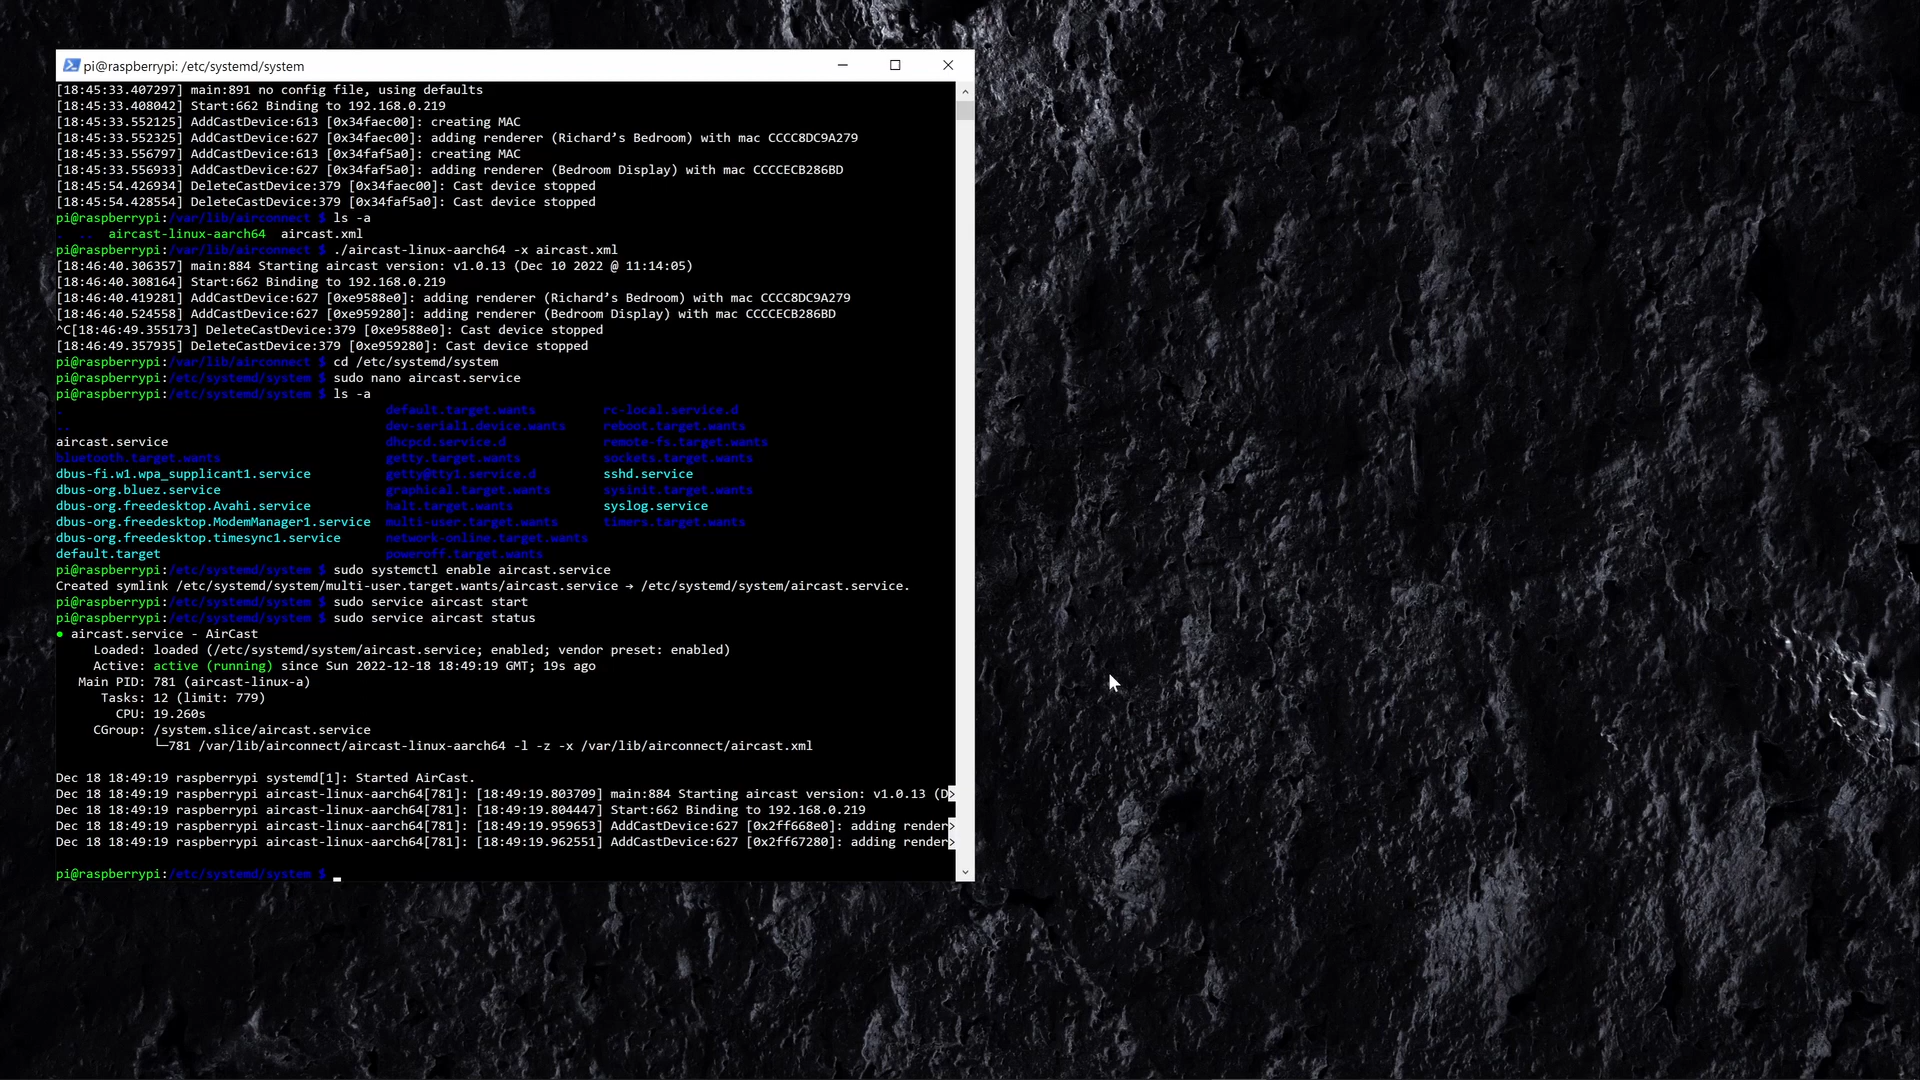 pi@raspberrypi: /etc/systemd/system
[18:45:33.407297] main:891 no config file, using defaults
[18:45:33.408042] Start:662 Binding to 192.168.0.219
[18:45:33.552125] AddCastDevice:613 [0x34faec00]: creating MAC
[18:45:33.552325] AddCastDevice:627 [0x34faec00]: adding renderer (Richard’s Bedroom) with mac CCCC8DC9A279
[18:45:33.556797] AddCastDevice:613 [0x34faf5a0]: creating MAC
[18:45:33.556933] AddCastDevice:627 [0x34faf5a0]: adding renderer (Bedroom Display) with mac CCCCECB286BD
[18:45:54.426934] DeleteCastDevice:379 [0x34faec00]: Cast device stopped
[18:45:54.428554] DeleteCastDevice:379 [0x34faf5a0]: Cast device stopped
pi@raspberrypi:/var/lib/airconnect $ ls -a
.  ..  aircast-linux-aarch64  aircast.xml
pi@raspberrypi:/var/lib/airconnect $ ./aircast-linux-aarch64 -x aircast.xml
[18:46:40.306357] main:884 Starting aircast version: v1.0.13 (Dec 10 2022 @ 11:14:05)
[18:46:40.308164] Start:662 Binding to 192.168.0.219
[18:46:40.419281] AddCastDevice:627 [0xe9588e0]: adding renderer (Richard’s Bedroom) with mac CCCC8DC9A279
[18:46:40.524558] AddCastDevice:627 [0xe959280]: adding renderer (Bedroom Display) with mac CCCCECB286BD
^C[18:46:49.355173] DeleteCastDevice:379 [0xe9588e0]: Cast device stopped
[18:46:49.357935] DeleteCastDevice:379 [0xe959280]: Cast device stopped
pi@raspberrypi:/var/lib/airconnect $ cd /etc/systemd/system
pi@raspberrypi:/etc/systemd/system $ sudo nano aircast.service
pi@raspberrypi:/etc/systemd/system $ ls -a
.  default.target.wants  rc-local.service.d
..  dev-serial1.device.wants  reboot.target.wants
aircast.service  dhcpcd.service.d  remote-fs.target.wants
bluetooth.target.wants  getty.target.wants  sockets.target.wants
dbus-fi.w1.wpa_supplicant1.service  getty@tty1.service.d  sshd.service
dbus-org.bluez.service  graphical.target.wants  sysinit.target.wants
dbus-org.freedesktop.Avahi.service  halt.target.wants  syslog.service
dbus-org.freedesktop.ModemManager1.service  multi-user.target.wants  timers.target.wants
dbus-org.freedesktop.timesync1.service  network-online.target.wants
default.target  poweroff.target.wants
pi@raspberrypi:/etc/systemd/system $ sudo systemctl enable aircast.service
Created symlink /etc/systemd/system/multi-user.target.wants/aircast.service → /etc/systemd/system/aircast.service.
pi@raspberrypi:/etc/systemd/system $ sudo service aircast start
pi@raspberrypi:/etc/systemd/system $ sudo service aircast status
● aircast.service - AirCast
Loaded: loaded (/etc/systemd/system/aircast.service; enabled; vendor preset: enabled)
Active: active (running) since Sun 2022-12-18 18:49:19 GMT; 19s ago
Main PID: 781 (aircast-linux-a)
Tasks: 12 (limit: 779)
CPU: 19.260s
CGroup: /system.slice/aircast.service
└─781 /var/lib/airconnect/aircast-linux-aarch64 -l -z -x /var/lib/airconnect/aircast.xml
Dec 18 18:49:19 raspberrypi systemd[1]: Started AirCast.
Dec 18 18:49:19 raspberrypi aircast-linux-aarch64[781]: [18:49:19.803709] main:884 Starting aircast version: v1.0.13 (D>
Dec 18 18:49:19 raspberrypi aircast-linux-aarch64[781]: [18:49:19.804447] Start:662 Binding to 192.168.0.219
Dec 18 18:49:19 raspberrypi aircast-linux-aarch64[781]: [18:49:19.959653] AddCastDevice:627 [0x2ff668e0]: adding render>
Dec 18 18:49:19 raspberrypi aircast-linux-aarch64[781]: [18:49:19.962551] AddCastDevice:627 [0x2ff67280]: adding render>
pi@raspberrypi:/etc/systemd/system $